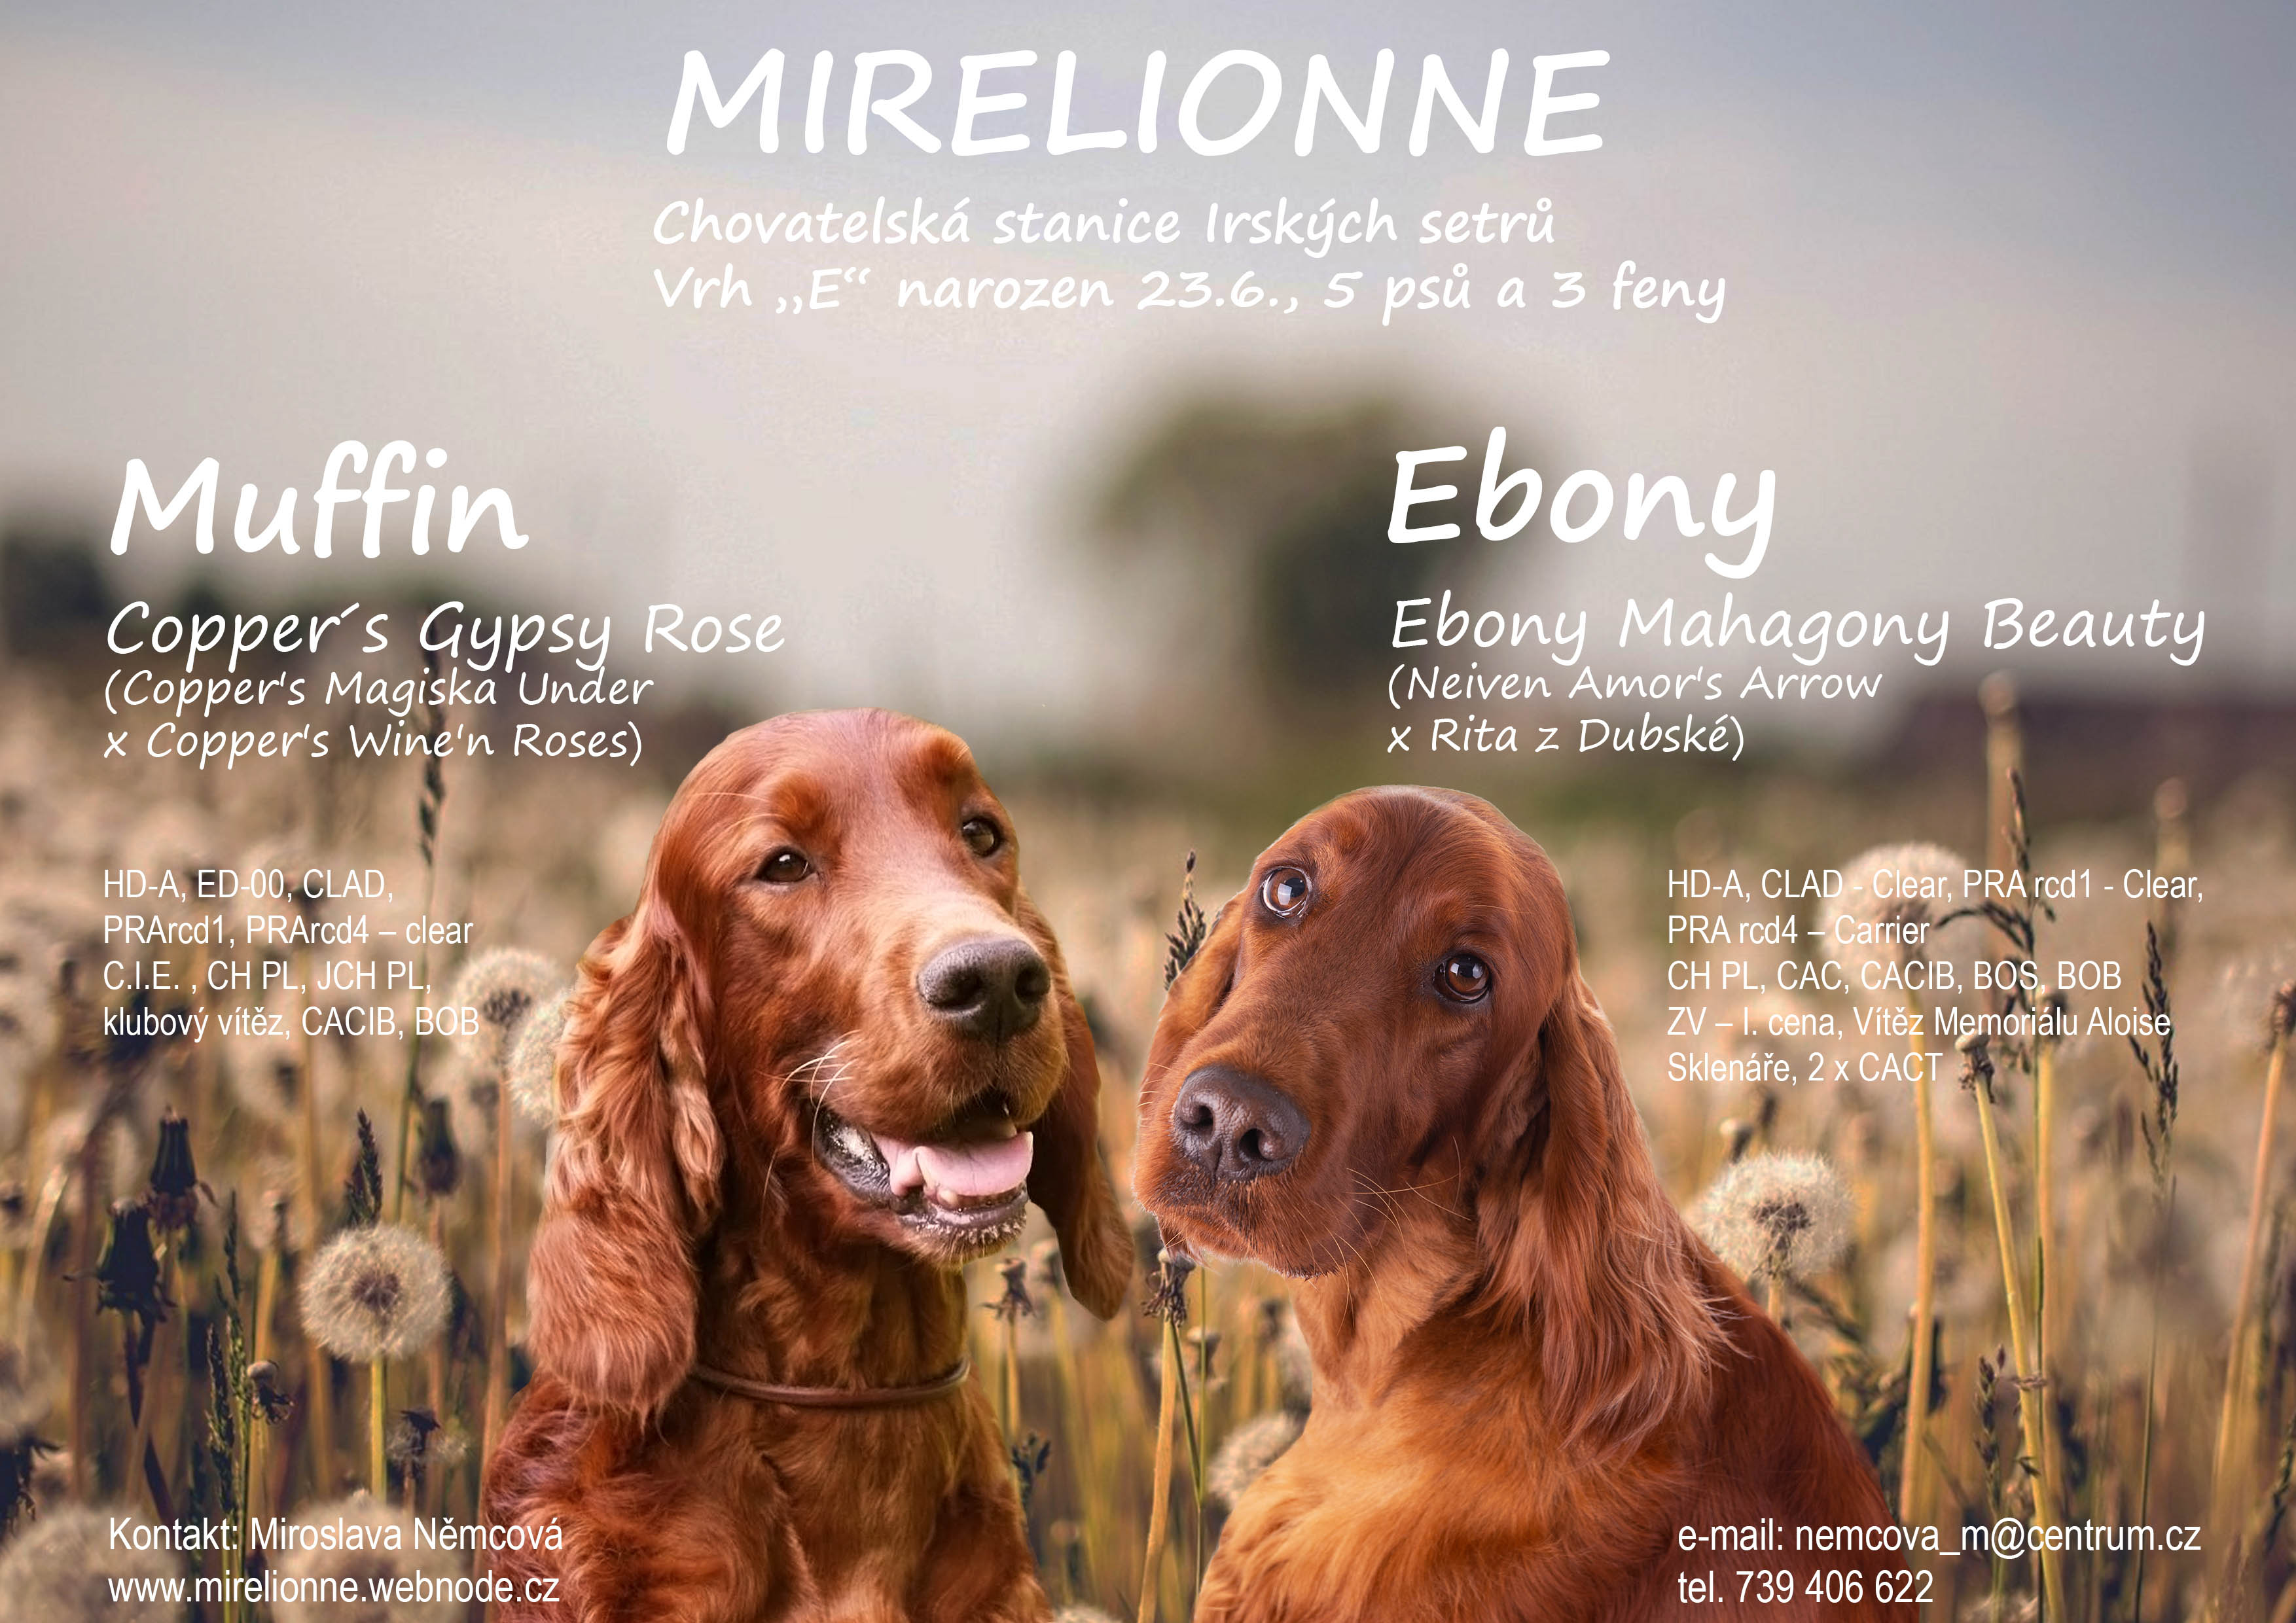 MIRELIONNE
Chovatelská stanice Irských setrů
Vrh „E“ narozen 23.6., 5 psů a 3 feny
Muffin
Copper´s Gypsy Rose
(Copper's Magiska Under
x Copper's Wine'n Roses)
HD-A, ED-00, CLAD,
PRArcd1, PRArcd4 – clear
C.I.E. , CH PL, JCH PL,
klubový vítěz, CACIB, BOB
Ebony
Ebony Mahagony Beauty
(Neiven Amor's Arrow
x Rita z Dubské)
HD-A, CLAD - Clear, PRA rcd1 - Clear,
PRA rcd4 – Carrier
CH PL, CAC, CACIB, BOS, BOB
ZV – I. cena, Vítěz Memoriálu Aloise
Sklenáře, 2 x CACT
Kontakt: Miroslava Němcová
www.mirelionne.webnode.cz
e-mail: nemcova_m@centrum.cz
tel. 739 406 622